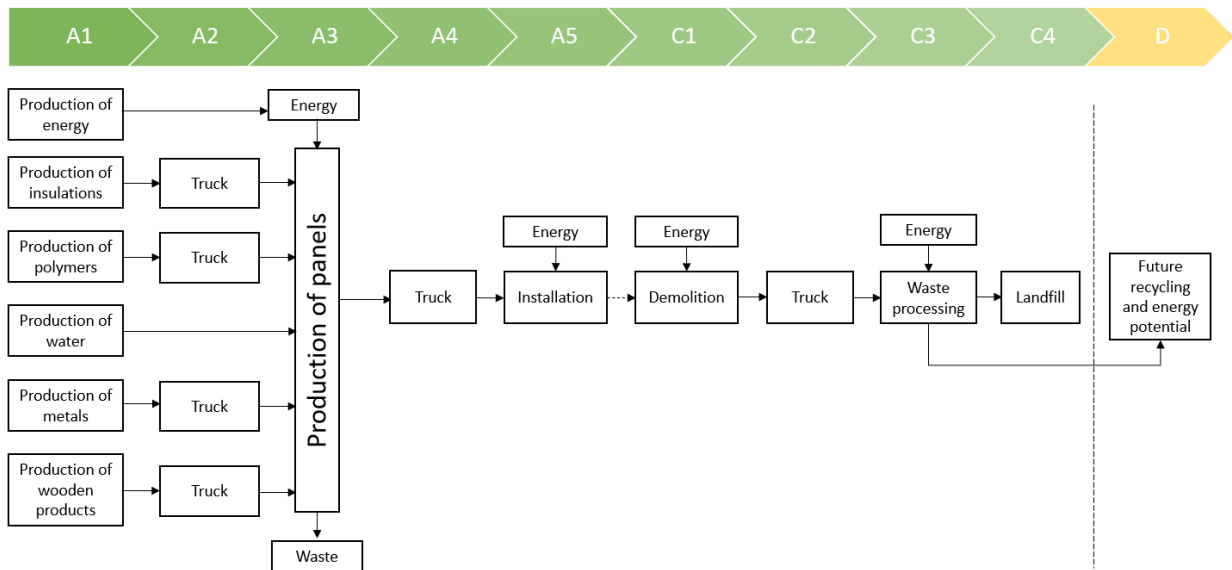 A1
A2
A3
A4
A5
C1
C2
C3
C4
D
Production of
energy
Energy
Production of
insulations
Truck
Production of panels
Production of
polymers
Truck
Energy
Energy
Energy
Truck
Installation
Demolition
Truck
Waste
processing
Landfill
Future
recycling
and energy
potential
Production of
water
Production of
metals
Truck
Production of
wooden
products
Truck
Waste